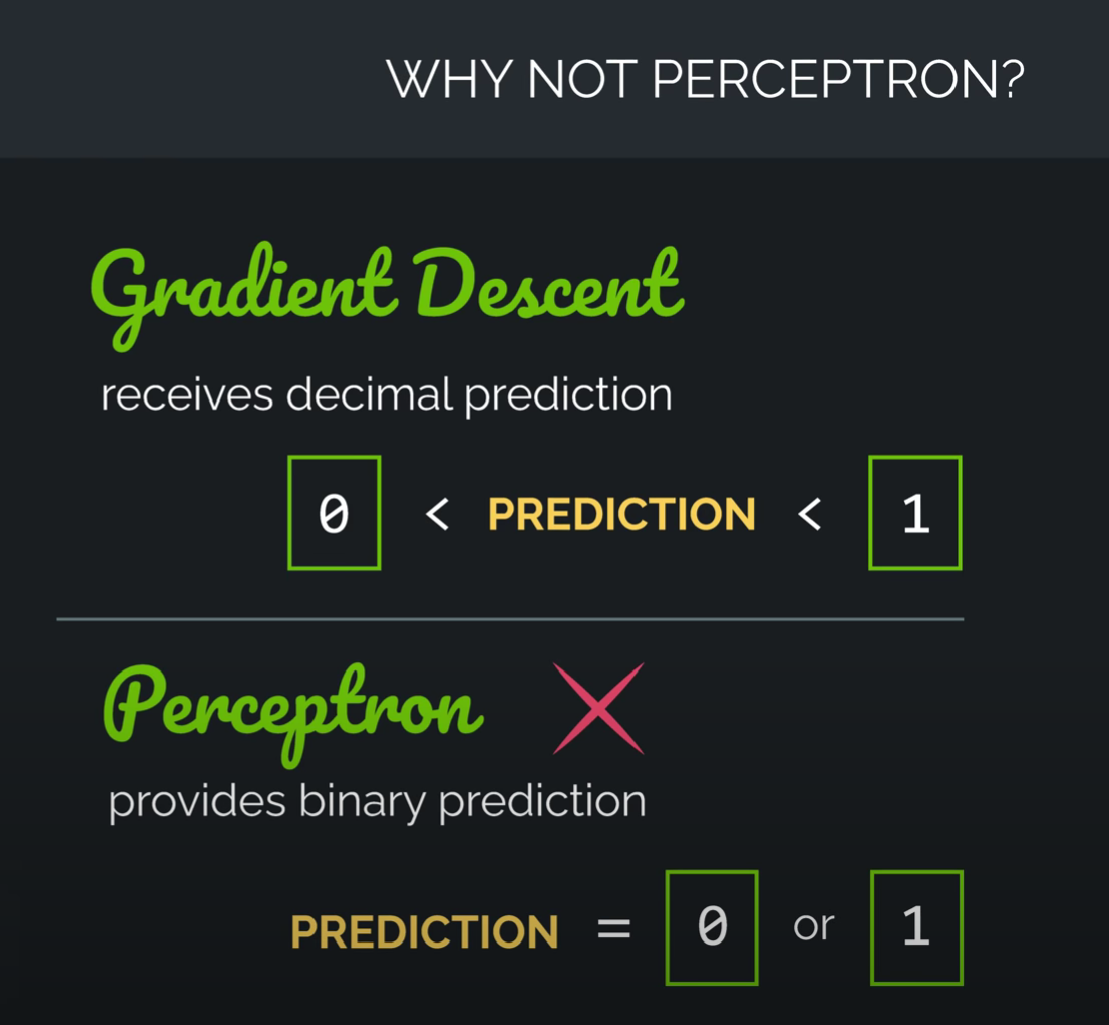 WHY NOT PERCEPTRON?
Gradient Descent
receives decimal prediction
0 < PREDICTION < 1
Perceptron
provides binary prediction
PREDICTION = 0 or 1